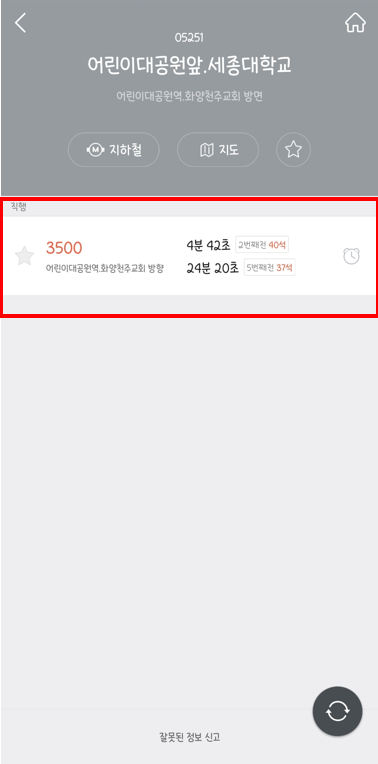 05251
어린이대공원앞.세종대학교
어린이대공원역.화양천주교회 방면
M 지하철 지도
직행
3500 4분 42초 2번째전 40석
어린이대공원역.화양천주교회 방향 24분 20초 5번째전 37석
잘못된 정보 신고